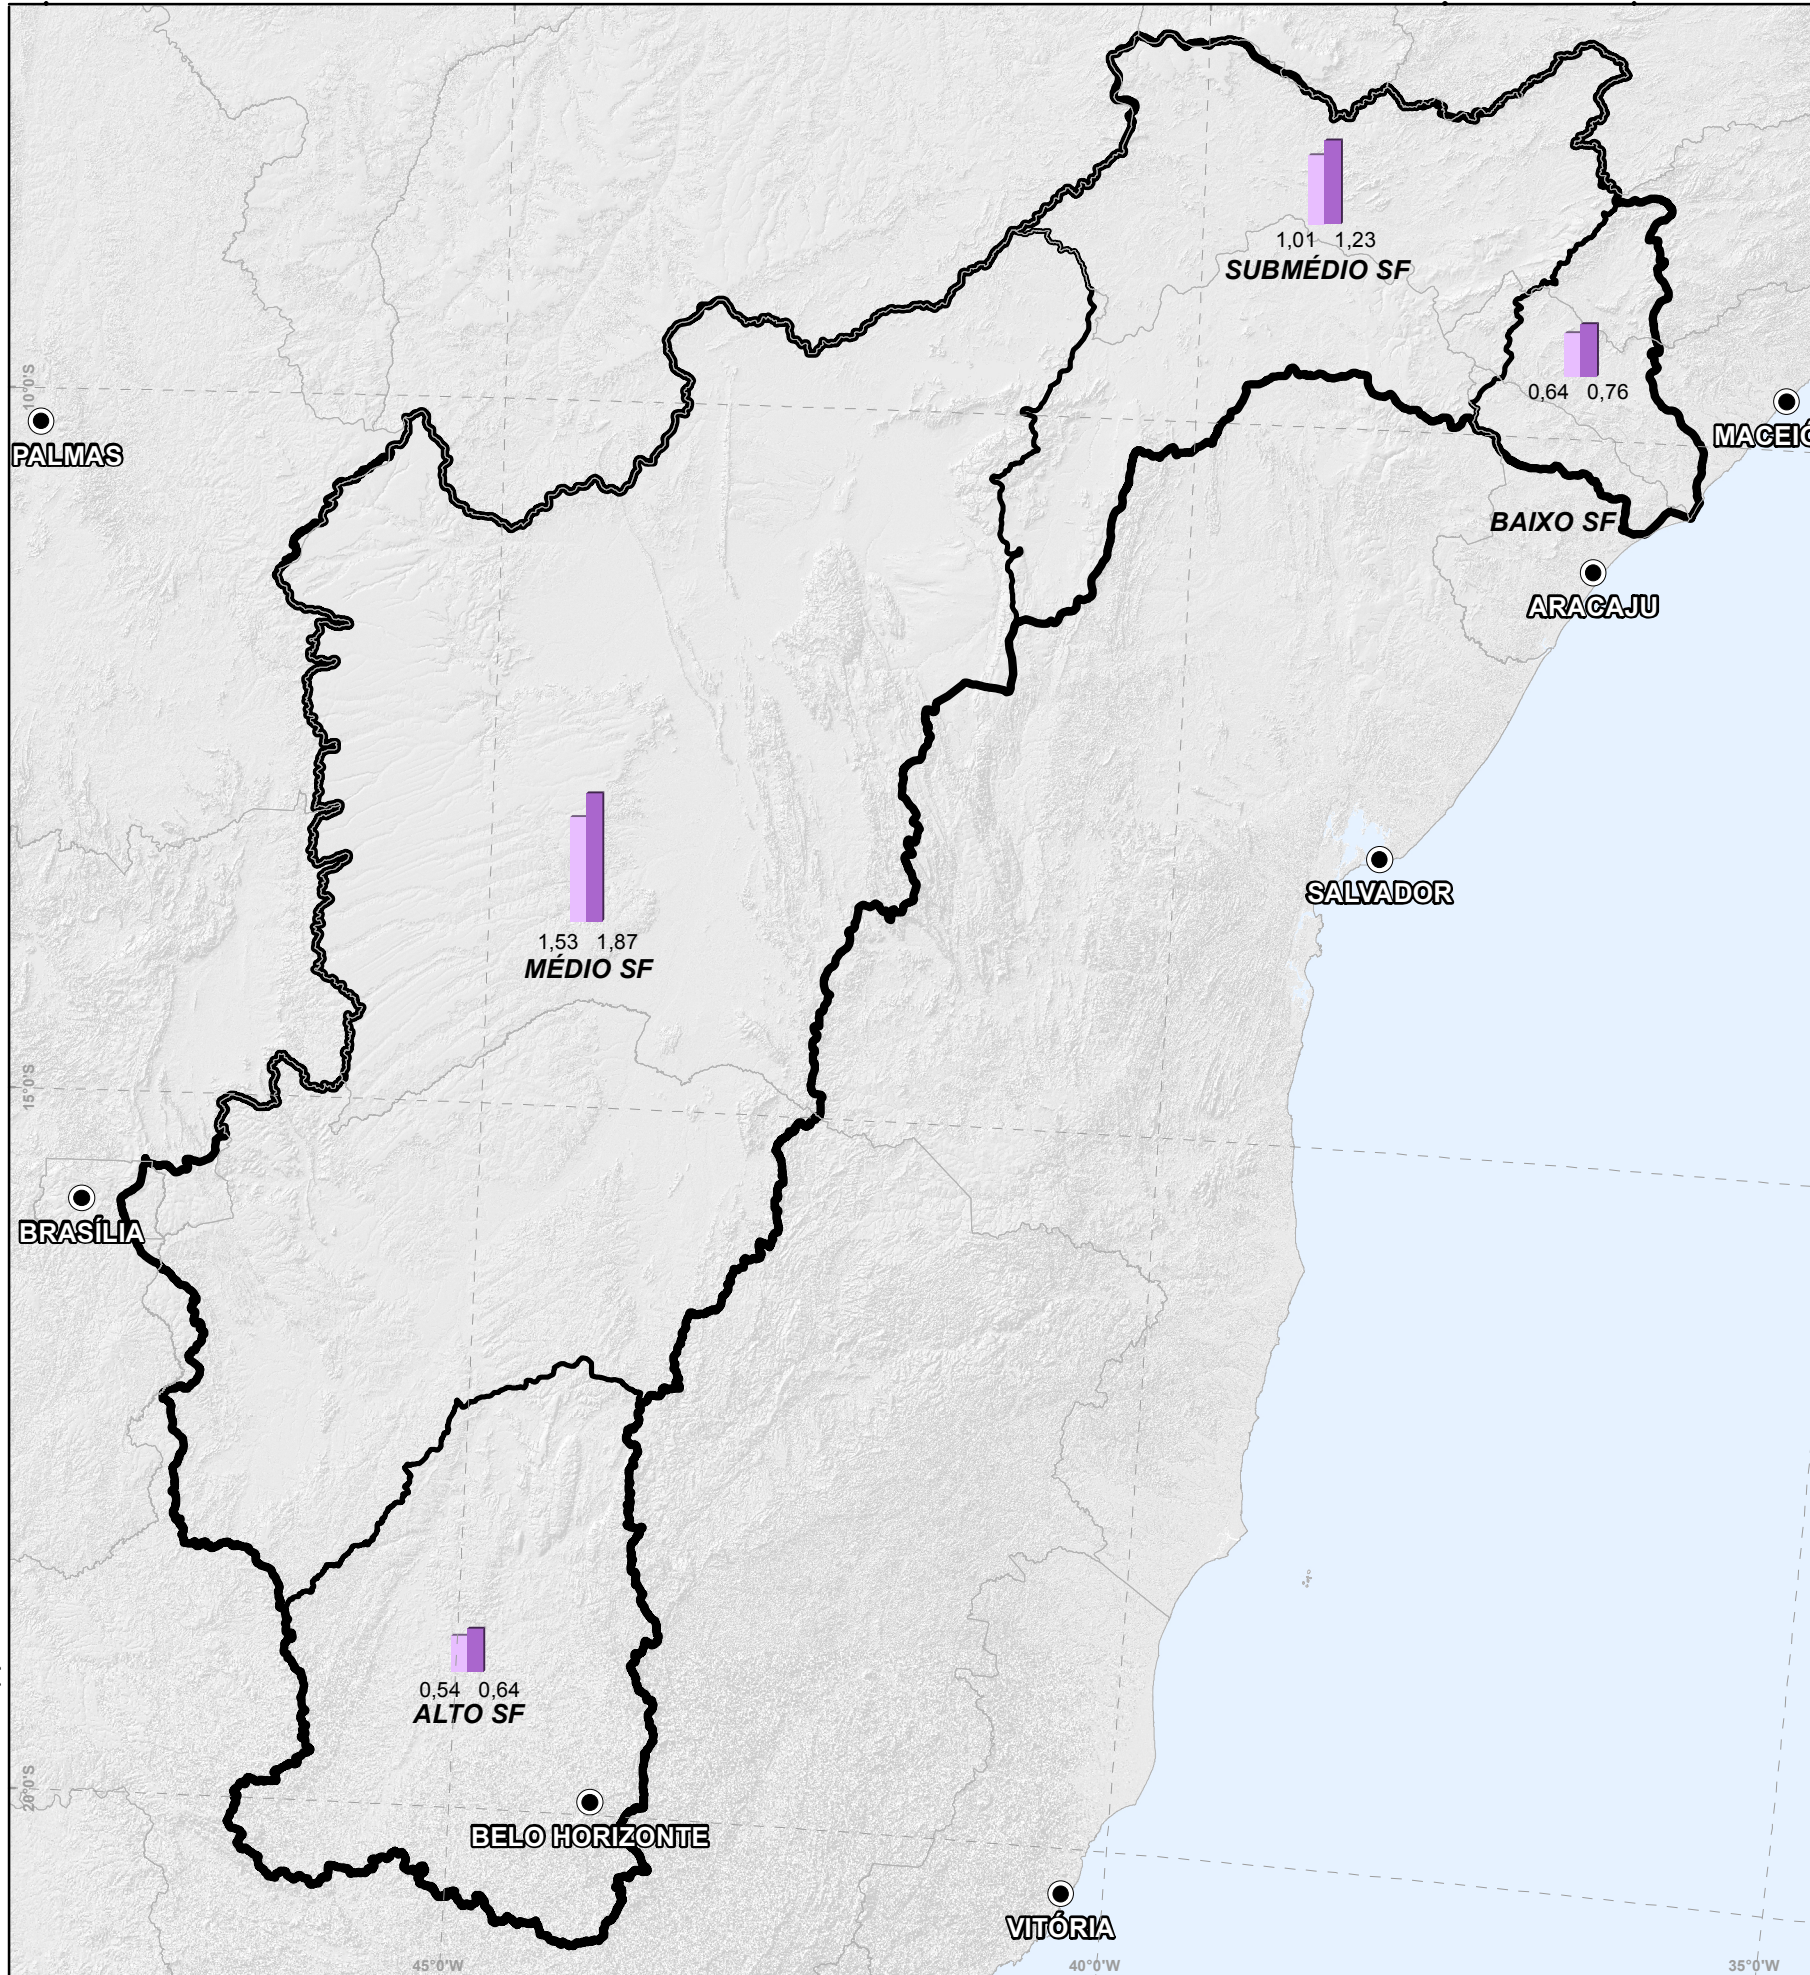 1,01 1,23
SUBMÉDIO SF
10°0'S
0,64 0,76
PALMAS
MACEIÓ
BAIXO SF
ARACAJU
SALVADOR
1,53 1,87
MÉDIO SF
15°0'S
BRASÍLIA
0,54 0,64
ALTO SF
20°0'S
BELO HORIZONTE
VITÓRIA
45°0'W
40°0'W
35°0'W